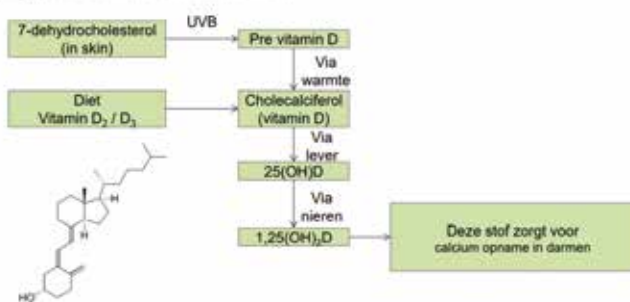 7-dehydrocholesterol
(in skin)
UVB
Pre vitamin D
Via
warmte
Diet
Vitamin D₂ / D₃
Cholecalciferol
(vitamin D)
Via
lever
25(OH)D
Via
nieren
1,25(OH)₂D
Deze stof zorgt voor
calcium opname in darmen
H
H
HO